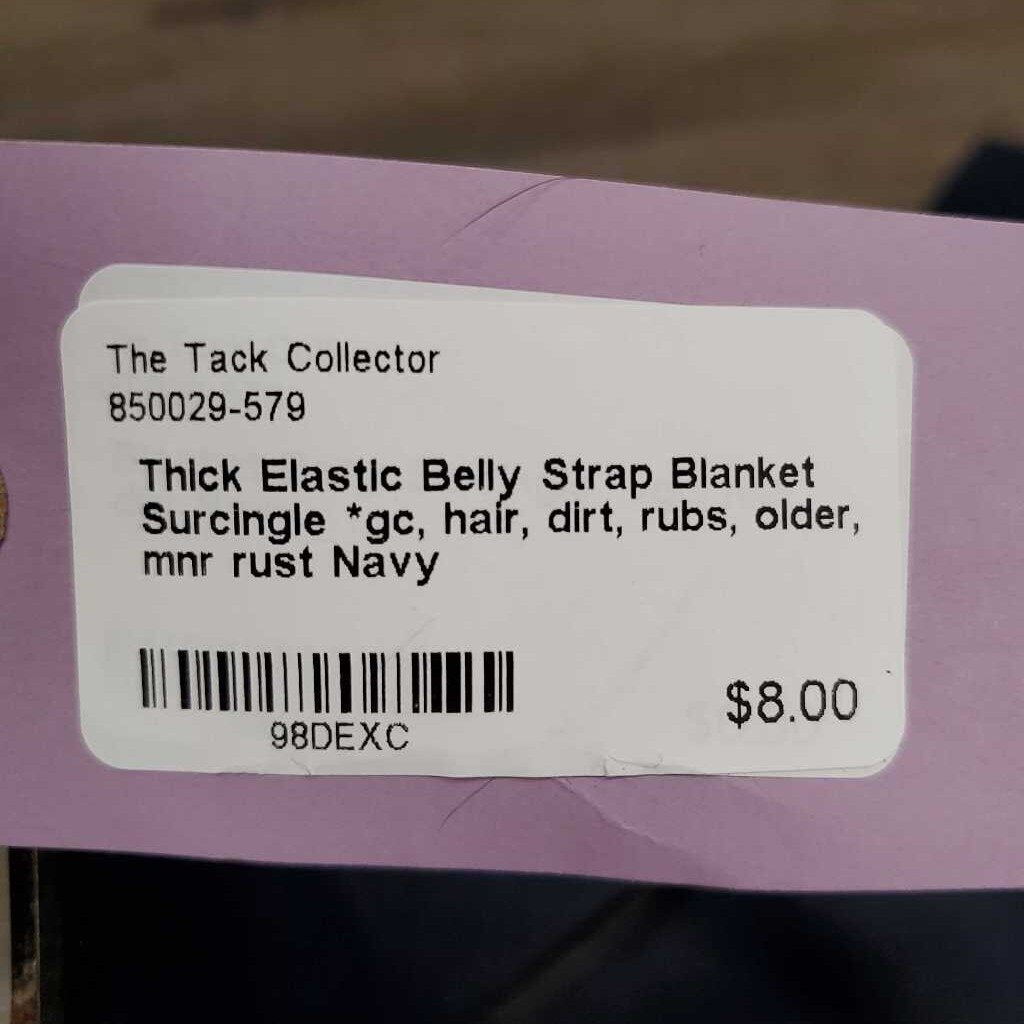 The Tack Collector
850029-579
Thick Elastic Belly Strap Blanket
Surcingle *gc, hair, dirt, rubs, older,
mnr rust Navy
98DEXC
$8.00